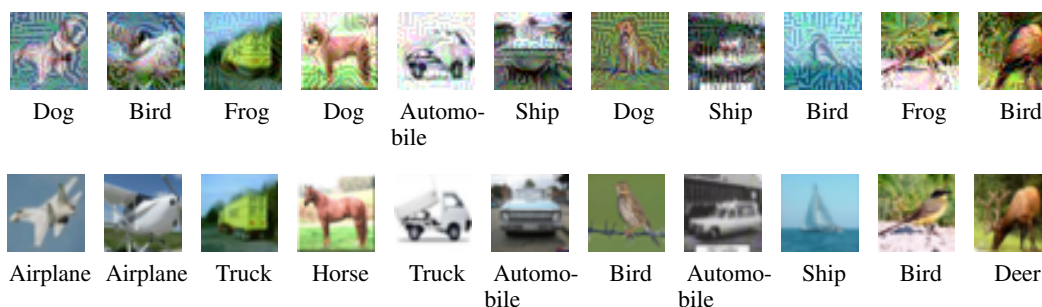 Dog Bird Frog Dog Automo- Ship Dog Ship Bird Frog Bird
bile
Airplane Airplane Truck Horse Truck Automo- Bird Automo- Ship Bird Deer
bile bile